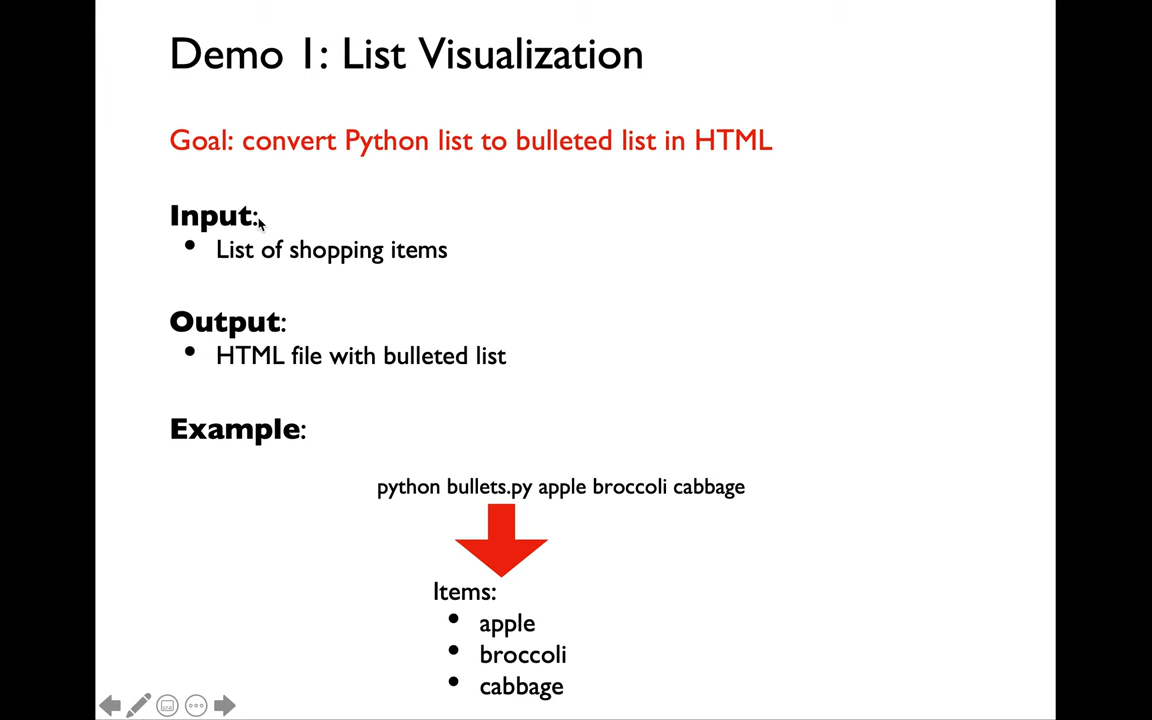 Demo 1: List Visualization
Goal: convert Python list to bulleted list in HTML
Input:
• List of shopping items
Output:
• HTML file with bulleted list
Example:
python bullets.py apple broccoli cabbage
Items:
• apple
• broccoli
• cabbage